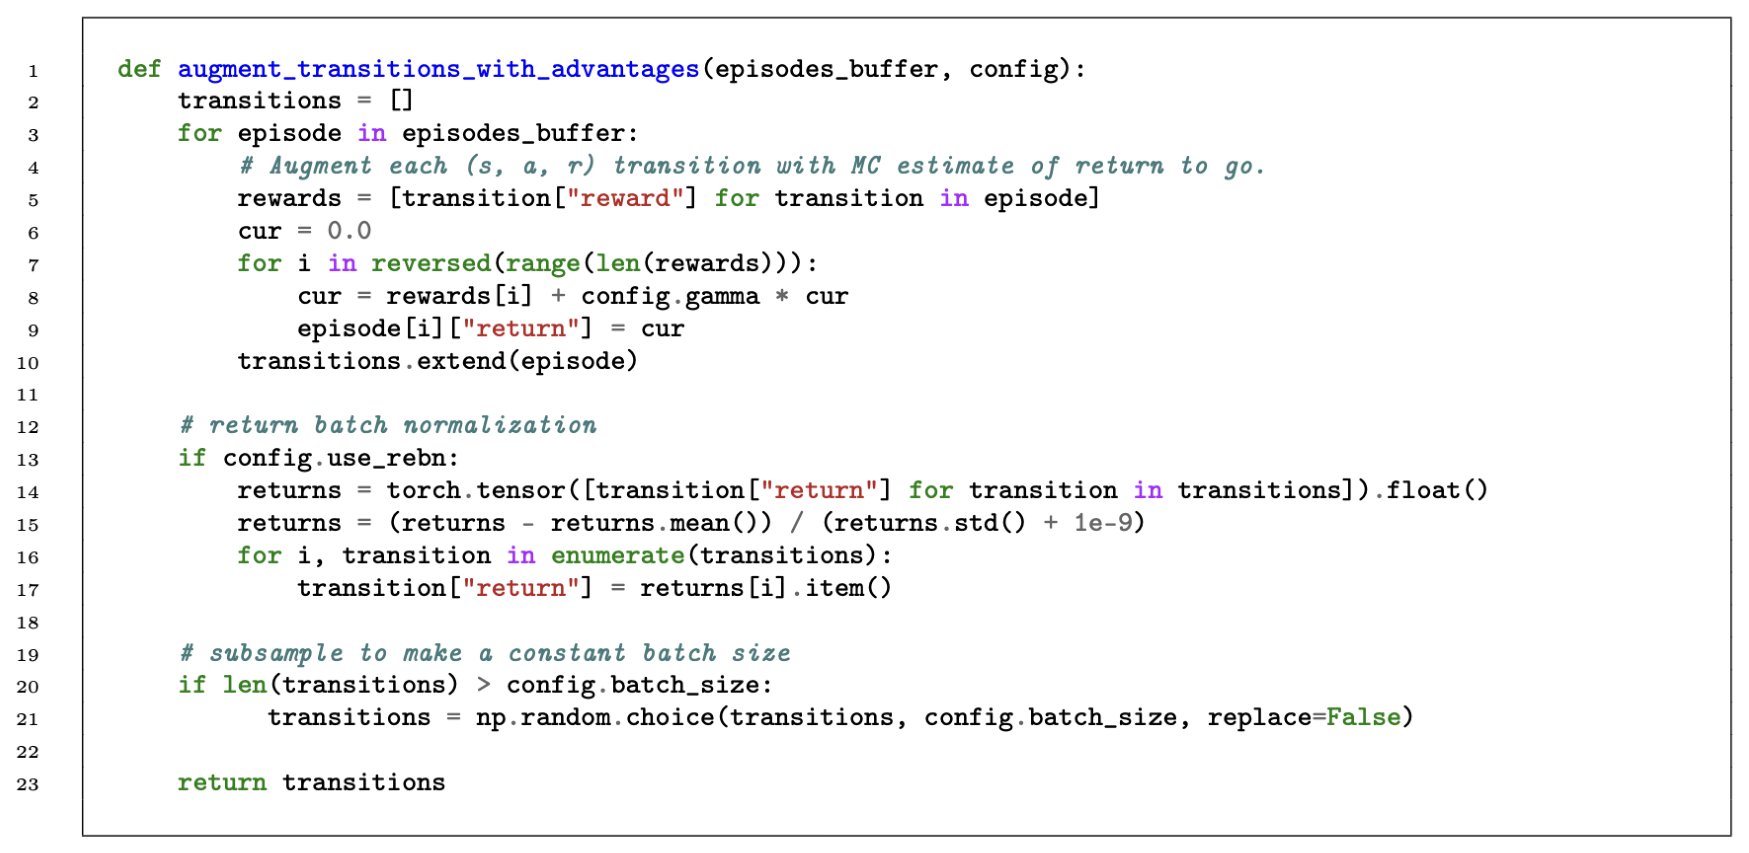 1 def augment_transitions_with_advantages(episodes_buffer, config):
2     transitions = []
3     for episode in episodes_buffer:
4         # Augment each (s, a, r) transition with MC estimate of return to go.
5         rewards = [transition["reward"] for transition in episode]
6         cur = 0.0
7         for i in reversed(range(len(rewards))):
8             cur = rewards[i] + config.gamma * cur
9             episode[i]["return"] = cur
10         transitions.extend(episode)
11
12     # return batch normalization
13     if config.use_rebn:
14         returns = torch.tensor([transition["return"] for transition in transitions]).float()
15         returns = (returns - returns.mean()) / (returns.std() + 1e-9)
16         for i, transition in enumerate(transitions):
17             transition["return"] = returns[i].item()
18
19     # subsample to make a constant batch size
20     if len(transitions) > config.batch_size:
21           transitions = np.random.choice(transitions, config.batch_size, replace=False)
22
23     return transitions